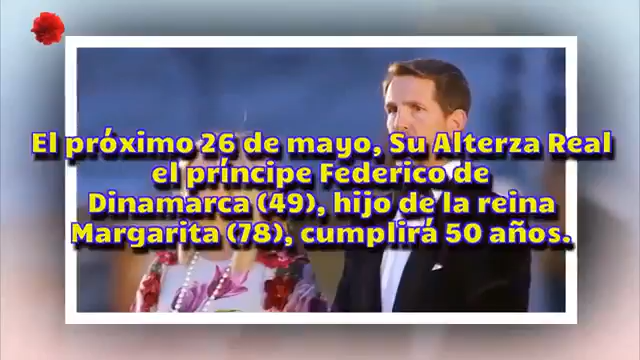 El próximo 26 de mayo, Su Alterza Real
el príncipe Federico de
Dinamarca (49), hijo de la reina
Margarita (78), cumplirá 50 años.